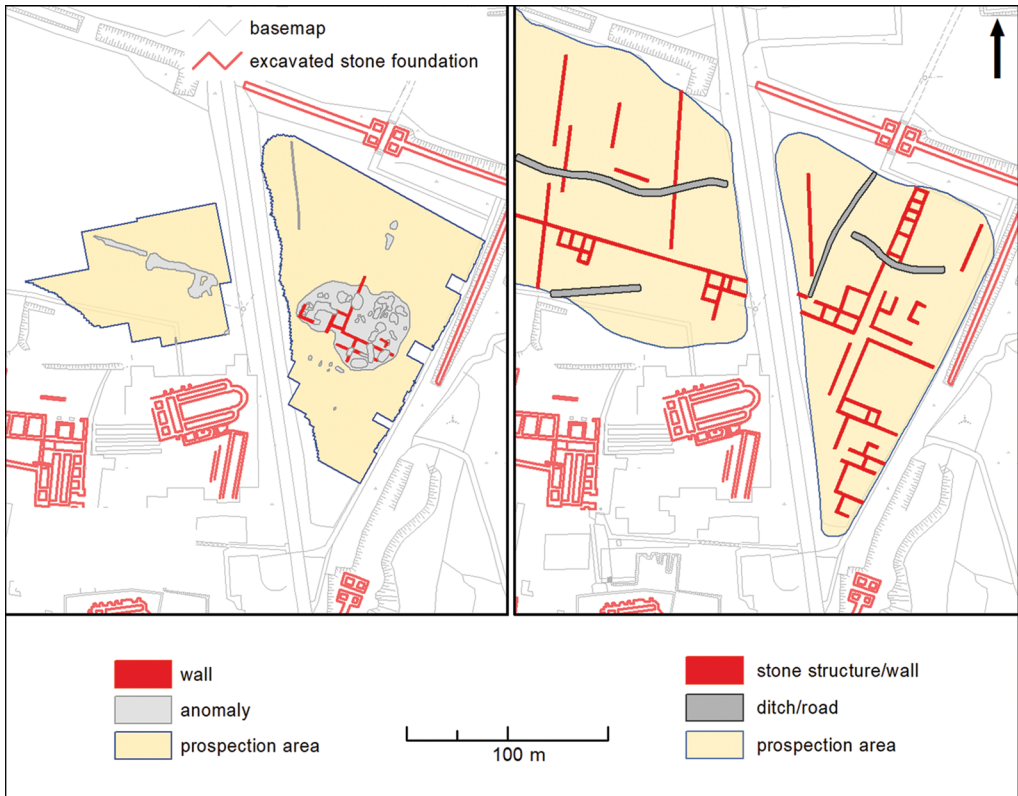 basemap
excavated stone foundation
wall
anomaly
prospection area
100 m
stone structure/wall
ditch/road
prospection area